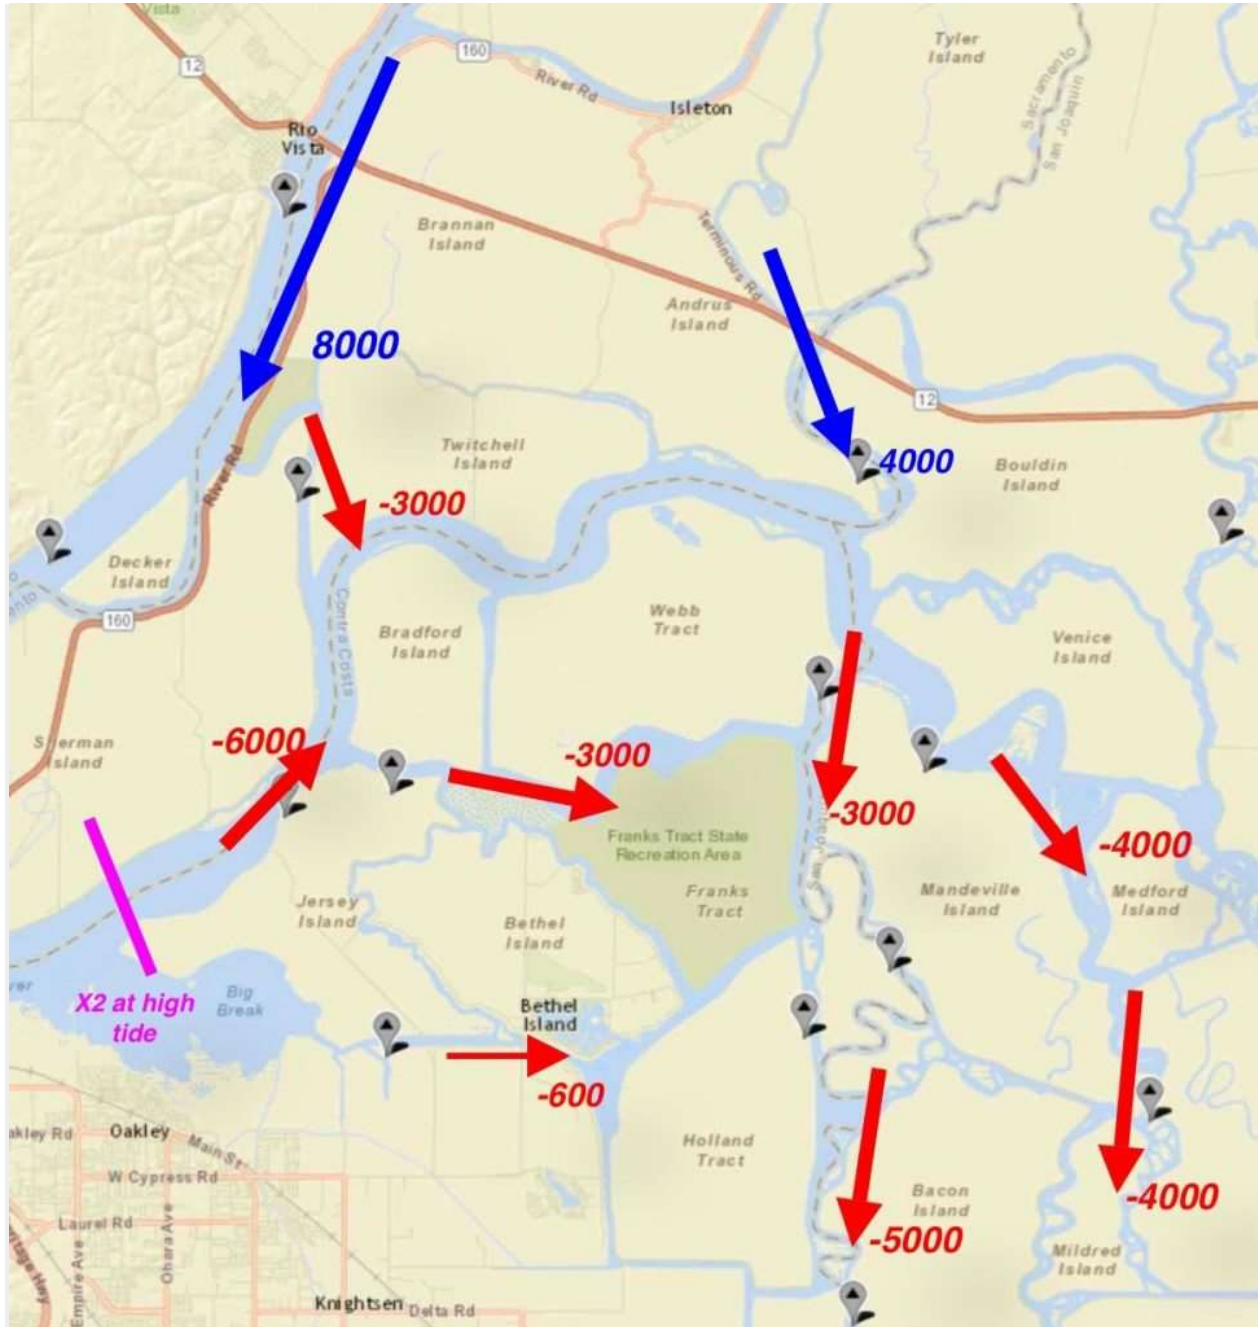 Vista
160
Tyler
Island
12
River Rd
Isleton
Sacramento
San Joaquin
Rio
Vista
Brannan
Island
Terminous Rd
Andrus
Island
8000
12
Twitchell
Island
4000
Bouldin
Island
River Rd
-3000
Decker
Island
160
Contra Costa
Bradford
Island
Webb
Tract
Venice
Island
-6000
Sherman
Island
-3000
-3000
Franks Tract State
Recreation Area
-4000
Franks
Tract
Mandeville
Island
Medford
Island
Jersey
Island
Bethel
Island
X2 at high
tide
Big
Break
Bethel
Island
-600
Oakley
Main St
W Cypress Rd
Holland
Tract
-4000
Bacon
Island
Laurel Rd
-5000
Empire Ave
Ohara Ave
Mildred
Island
Knightsen
Delta Rd